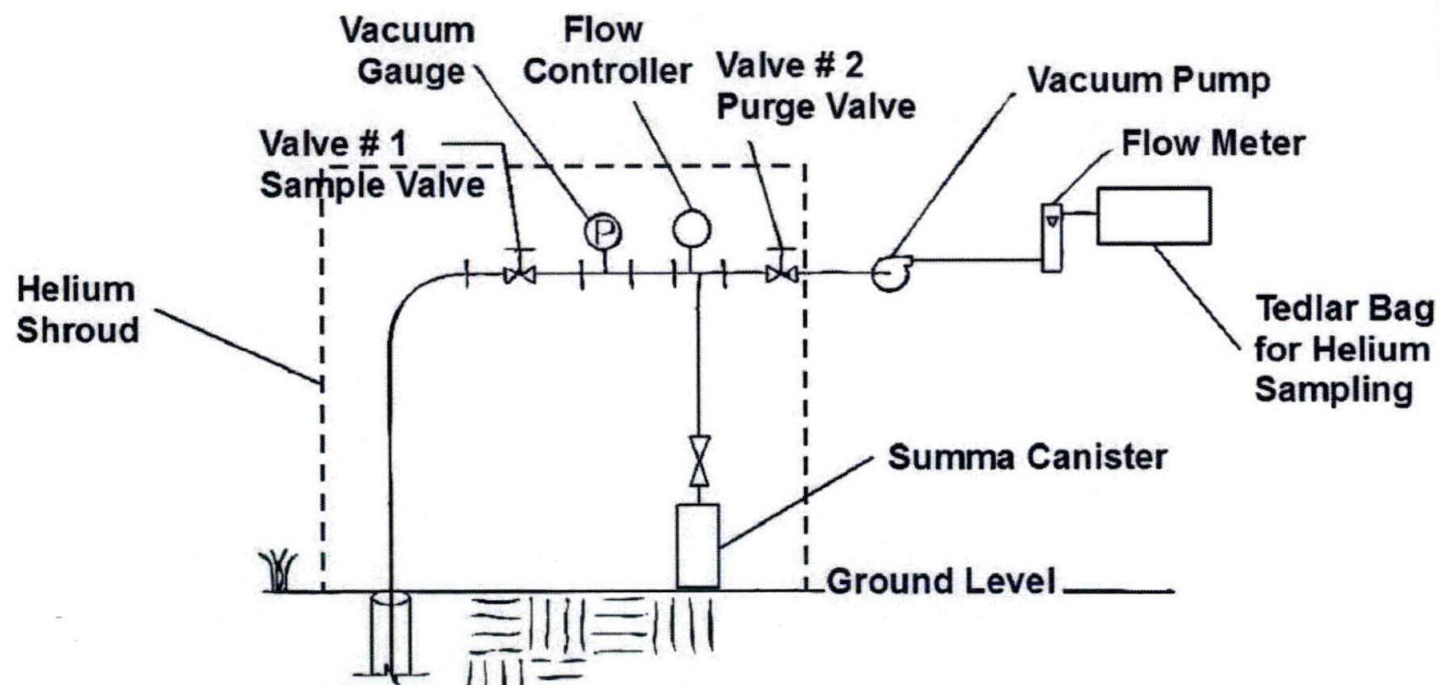 Vacuum
Gauge
Flow
Controller
Valve # 2
Purge Valve
Vacuum Pump
Valve # 1
Sample Valve
Flow Meter
P
Helium
Shroud
Tedlar Bag
for Helium
Sampling
Summa Canister
Ground Level